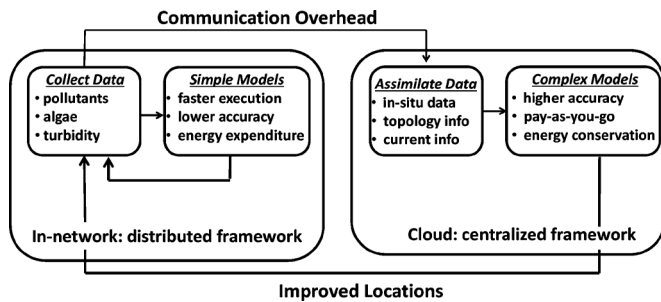 Communication Overhead
Collect Data
• pollutants
• algae
• turbidity
Simple Models
• faster execution
• lower accuracy
• energy expenditure
Assimilate Data
• in-situ data
• topology info
• current info
Complex Models
• higher accuracy
• pay-as-you-go
• energy conservation
In-network: distributed framework
Cloud: centralized framework
Improved Locations